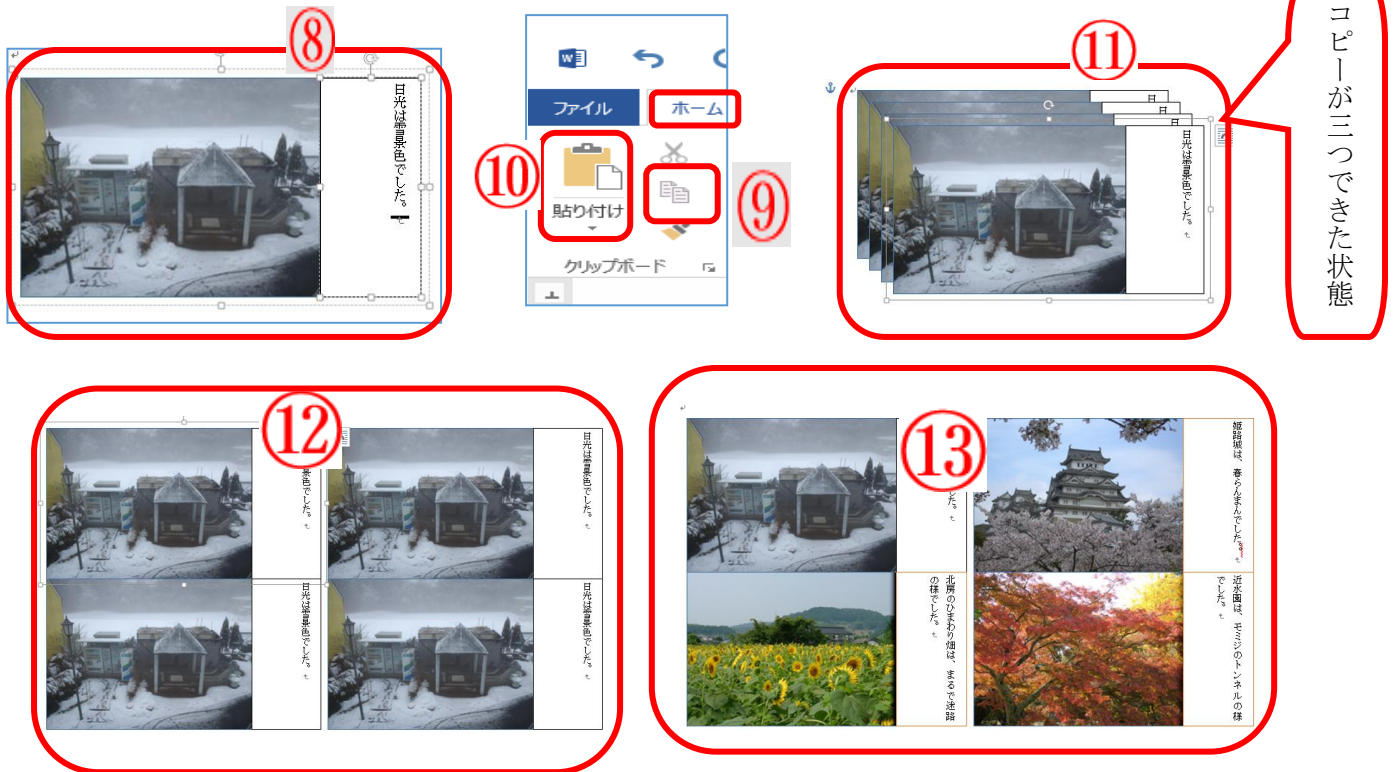 ⑧
日光は雪景色でした。
ファイル
ホーム
⑩
貼り付け
⑨
クリップボード
⑪
日
日
日
日光は雪景色でした。
コピーが三つできた状態
⑫
景色でした。
日光は雪景色でした。
日光は雪景色でした。
日光は雪景色でした。
⑬
した。
姫路城は、春らんまんでした。
北房のひまわり畑は、まるで迷路
の様でした。
近水園は、モミジのトンネルの様
でした。